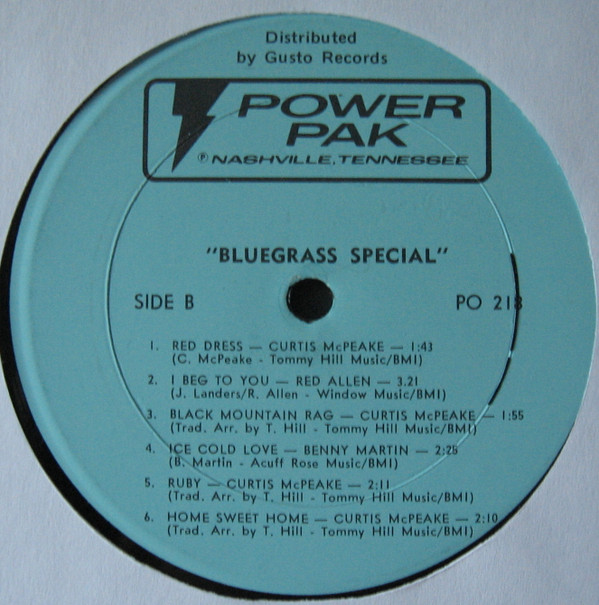 Distributed
by Gusto Records
POWER
PAK
℗ NASHVILLE, TENNESSEE
"BLUEGRASS SPECIAL"
SIDE B PO 218
1. RED DRESS — CURTIS McPEAKE — 1:43
(C. McPeake - Tommy Hill Music/BMI)
2. I BEG TO YOU — RED ALLEN — 3.21
(J. Landers/R. Allen - Window Music/BMI)
3. BLACK MOUNTAIN RAG — CURTIS McPEAKE — 1:55
(Trad. Arr. by T. Hill - Tommy Hill Music/BMI)
4. ICE COLD LOVE — BENNY MARTIN — 2:28
(B. Martin - Acuff Rose Music/BMI)
5. RUBY — CURTIS McPEAKE — 2:11
(Trad. Arr. by T. Hill - Tommy Hill Music/BMI)
6. HOME SWEET HOME — CURTIS McPEAKE — 2:10
(Trad. Arr. by T. Hill - Tommy Hill Music/BMI)